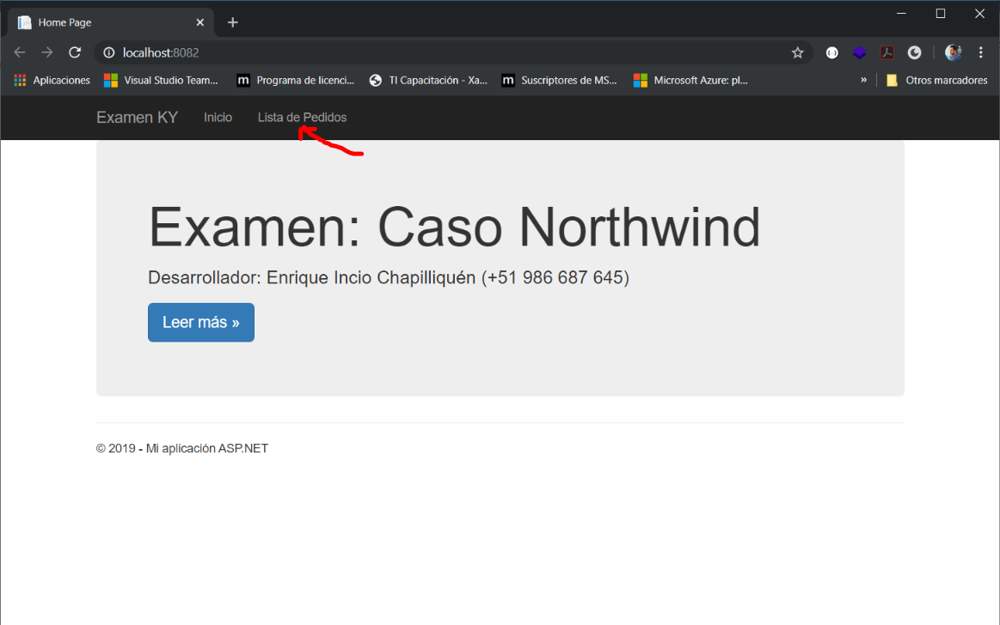 Home Page
localhost:8082
Aplicaciones
Visual Studio Team...
m
Programa de licenci...
TI Capacitación - Xa...
m
Suscriptores de MS...
Microsoft Azure: pl...
»
Otros marcadores
Examen KY
Inicio
Lista de Pedidos
Examen: Caso Northwind
Desarrollador: Enrique Incio Chapilliquén (+51 986 687 645)
Leer más »
© 2019 - Mi aplicación ASP.NET